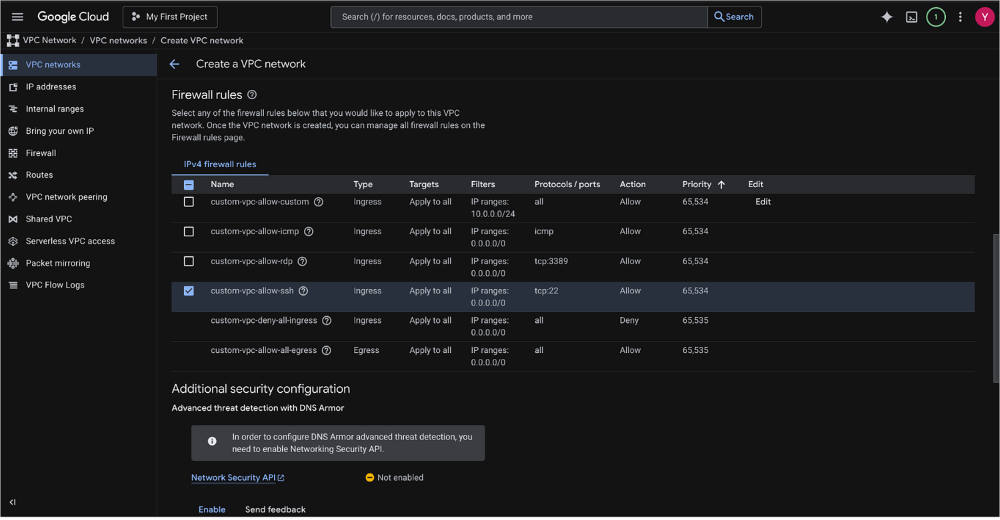 Google Cloud
My First Project
Search (/) for resources, docs, products, and more
Search
1
Y
VPC Network / VPC networks / Create VPC network
VPC networks
IP addresses
Internal ranges
Bring your own IP
Firewall
Routes
VPC network peering
Shared VPC
Serverless VPC access
Packet mirroring
VPC Flow Logs
Create a VPC network
Firewall rules
Select any of the firewall rules below that you would like to apply to this VPC
network. Once the VPC network is created, you can manage all firewall rules on the
Firewall rules page.
IPv4 firewall rules
Name Type Targets Filters Protocols / ports Action Priority Edit
custom-vpc-allow-custom Ingress Apply to all IP ranges: all Allow 65,534 Edit
10.0.0.0/24
custom-vpc-allow-icmp Ingress Apply to all IP ranges: icmp Allow 65,534
0.0.0.0/0
custom-vpc-allow-rdp Ingress Apply to all IP ranges: tcp:3389 Allow 65,534
0.0.0.0/0
custom-vpc-allow-ssh Ingress Apply to all IP ranges: tcp:22 Allow 65,534
0.0.0.0/0
custom-vpc-deny-all-ingress Ingress Apply to all IP ranges: all Deny 65,535
0.0.0.0/0
custom-vpc-allow-all-egress Egress Apply to all IP ranges: all Allow 65,535
0.0.0.0/0
Additional security configuration
Advanced threat detection with DNS Armor
In order to configure DNS Armor advanced threat detection, you
need to enable Networking Security API.
Network Security API Not enabled
Enable Send feedback